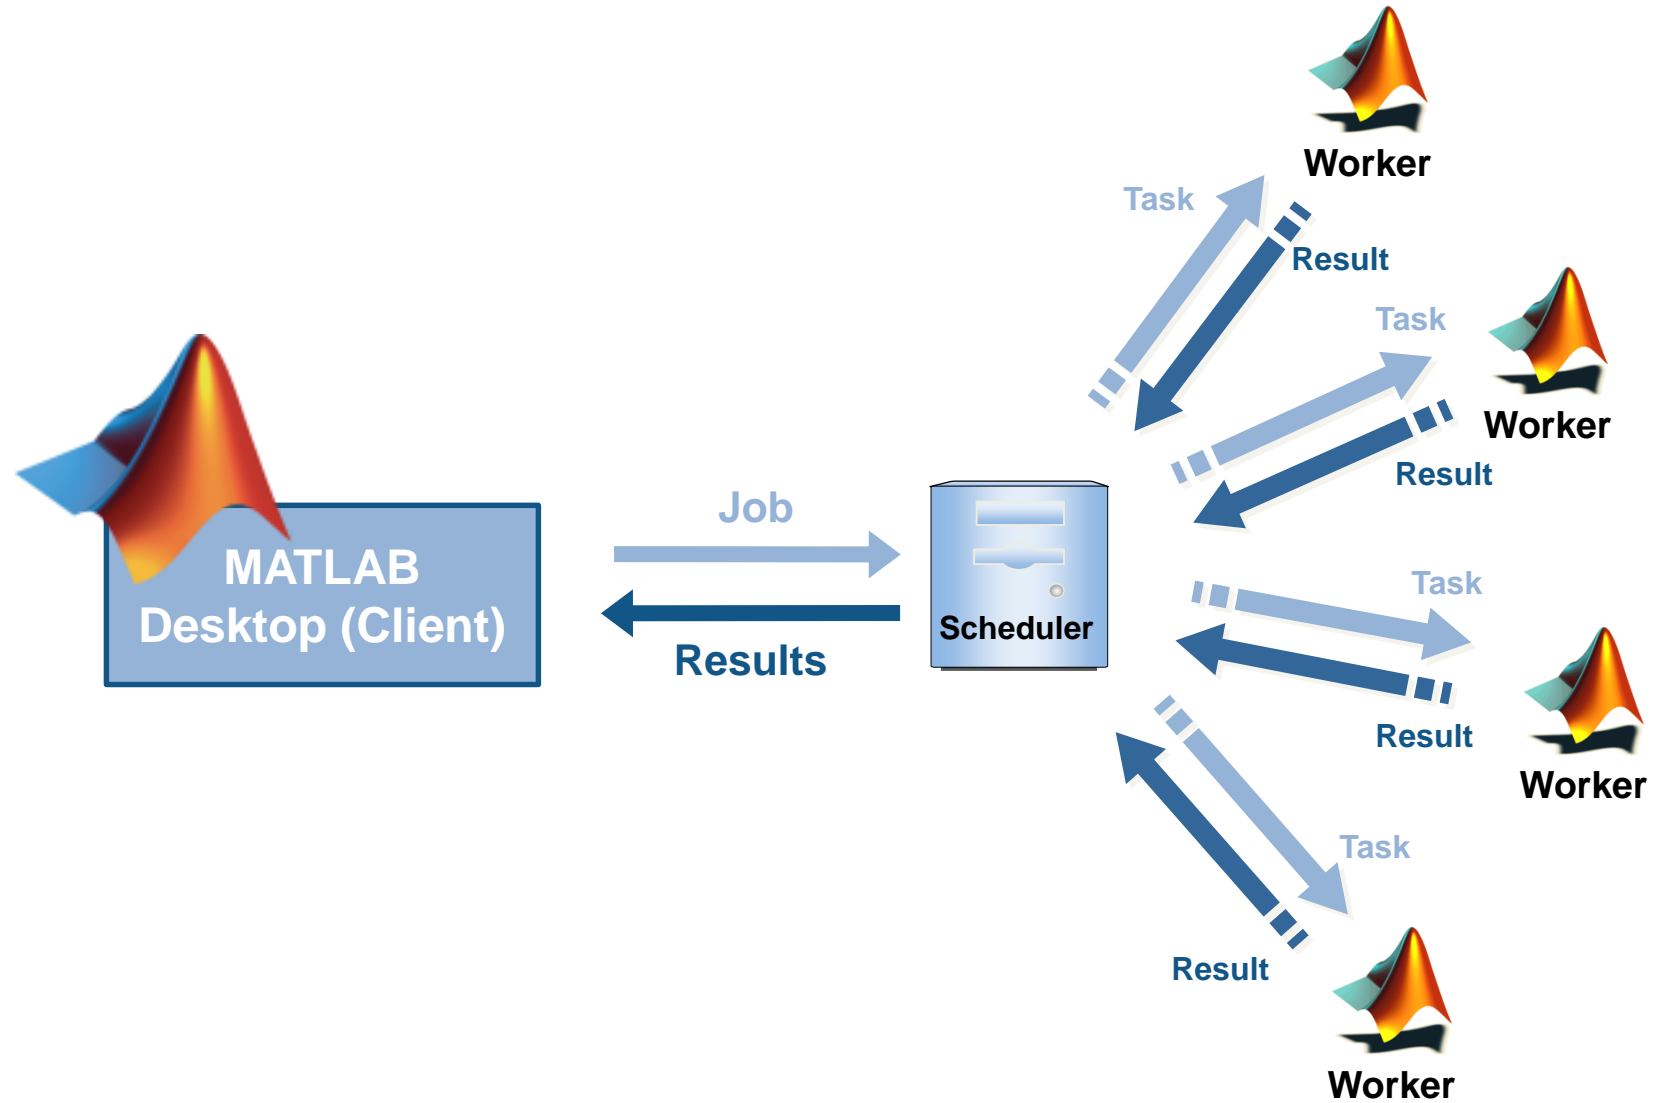 MATLAB
Desktop (Client)
Job
Results
Scheduler
Task
Result
Worker
Task
Result
Worker
Task
Result
Worker
Task
Result
Worker